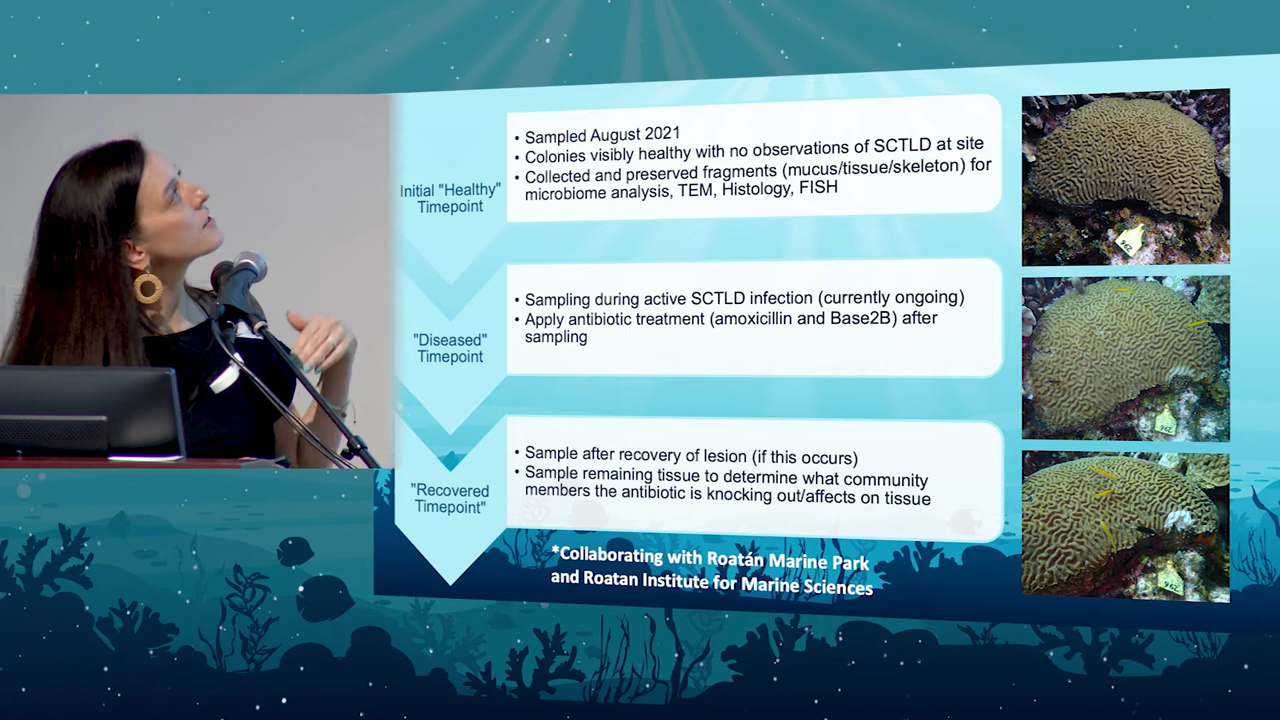 Initial "Healthy"
Timepoint
• Sampled August 2021
• Colonies visibly healthy with no observations of SCTLD at site
• Collected and preserved fragments (mucus/tissue/skeleton) for
microbiome analysis, TEM, Histology, FISH
"Diseased"
Timepoint
• Sampling during active SCTLD infection (currently ongoing)
• Apply antibiotic treatment (amoxicillin and Base2B) after
sampling
"Recovered
Timepoint"
• Sample after recovery of lesion (if this occurs)
• Sample remaining tissue to determine what community
members the antibiotic is knocking out/affects on tissue
*Collaborating with Roatán Marine Park
and Roatan Institute for Marine Sciences
296
296
296